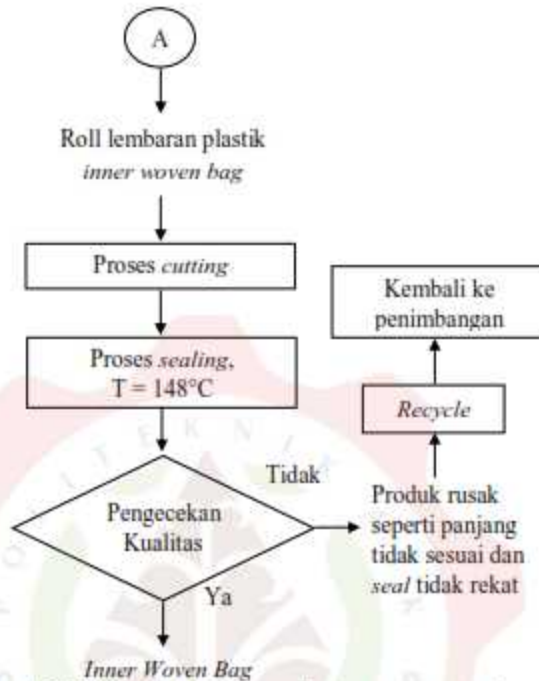 A
Roll lembaran plastik
inner woven bag
Proses cutting
Proses sealing,
T = 148°C
Pengecekan
Kualitas
Tidak
Ya
Produk rusak
seperti panjang
tidak sesuai dan
seal tidak rekat
Recycle
Kembali ke
penimbangan
Inner Woven Bag